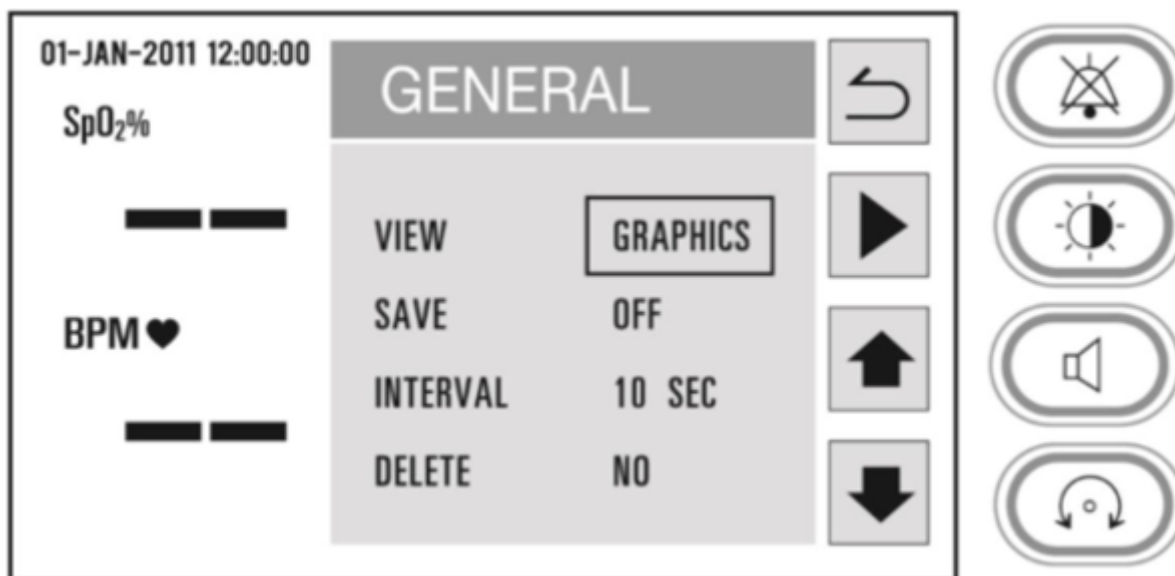 01-JAN-2011 12:00:00
SpO₂%
-- 
BPM♥
--
GENERAL
VIEW GRAPHICS
SAVE OFF
INTERVAL 10 SEC
DELETE NO